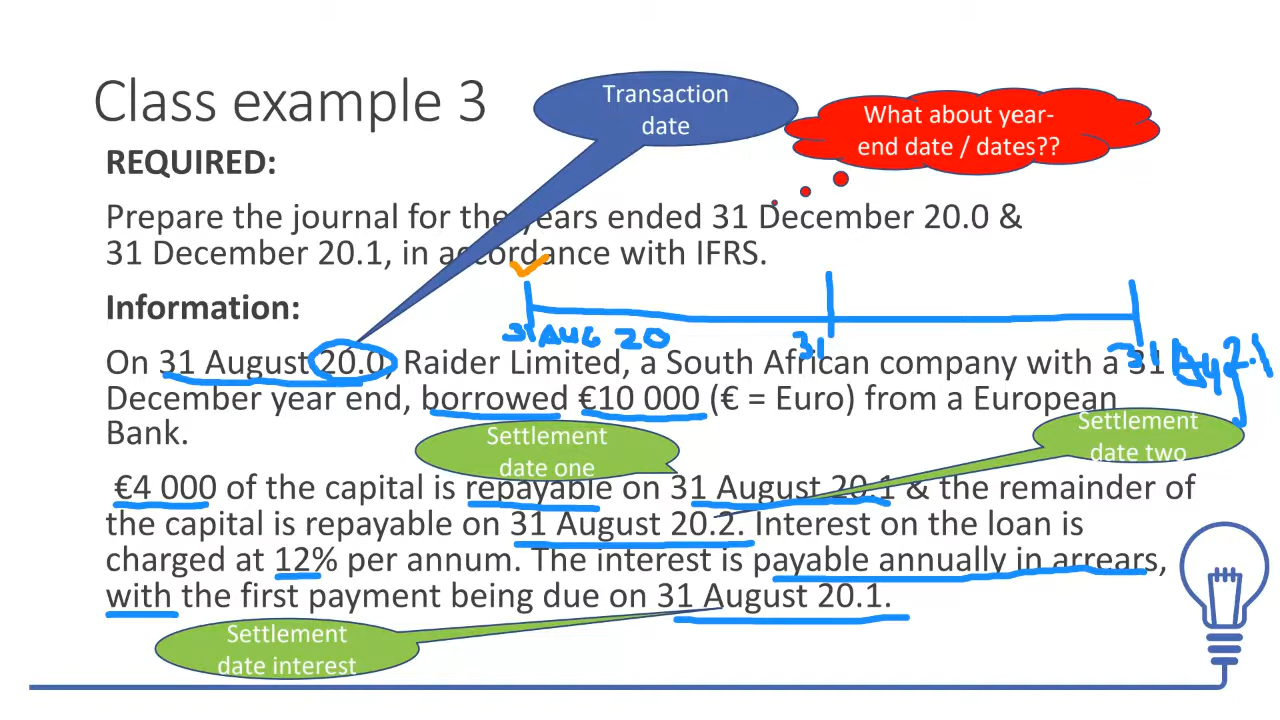 Class example 3
Transaction
date
What about year-
end date / dates??
REQUIRED:
Prepare the journal for the years ended 31 December 20.0 &
31 December 20.1, in accordance with IFRS.
Information:
31 AUG 20
31
31 Aug 2.1
On 31 August 20.0, Raider Limited, a South African company with a 31
December year end, borrowed €10 000 (€ = Euro) from a European
Bank.
Settlement
date one
Settlement
date two
€4 000 of the capital is repayable on 31 August 20.1 & the remainder of
the capital is repayable on 31 August 20.2. Interest on the loan is
charged at 12% per annum. The interest is payable annually in arrears,
with the first payment being due on 31 August 20.1.
Settlement
date interest